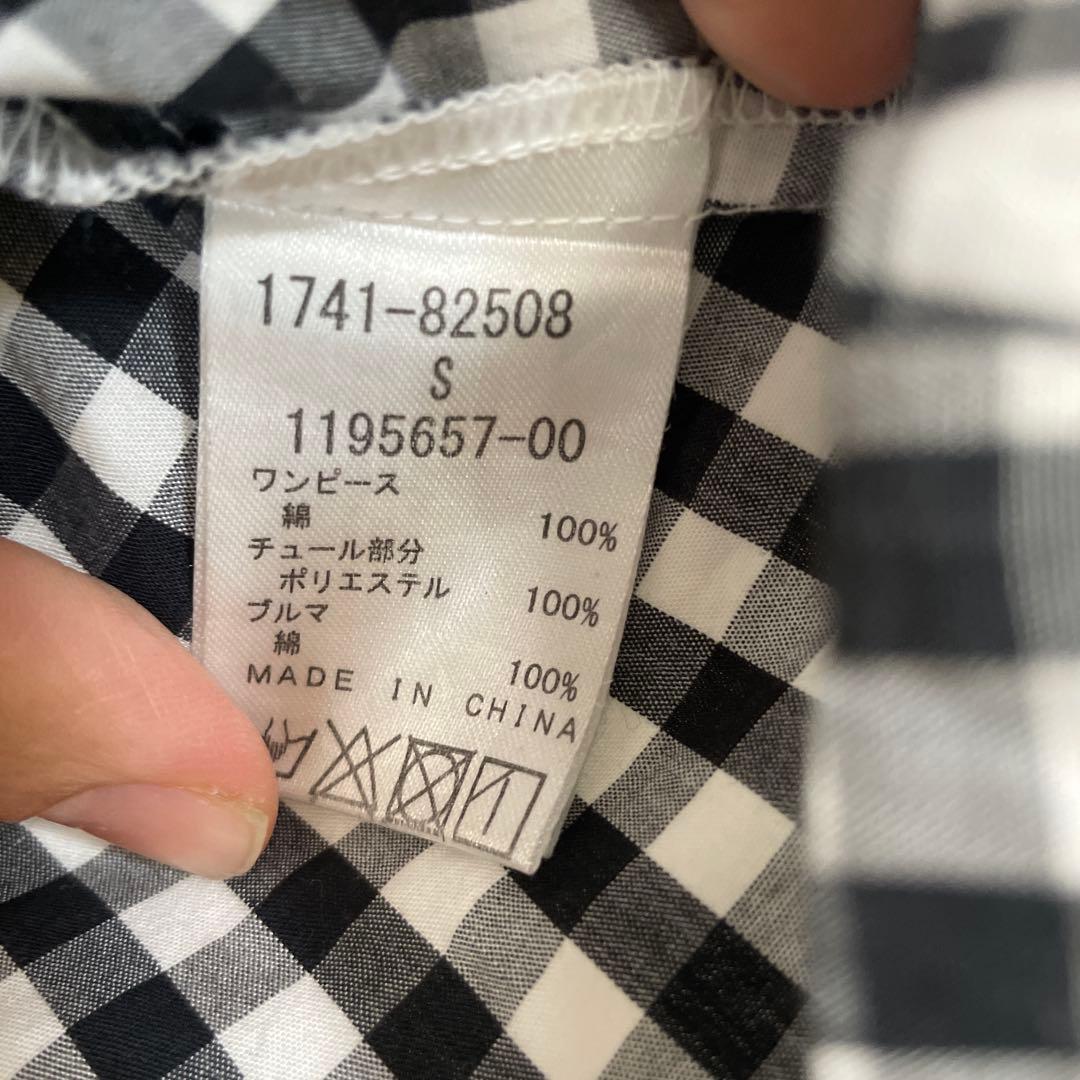 1741-82508
S
1195657-00
ワンピース
綿 100%
チュール部分
ポリエステル 100%
ブルマ
綿 100%
MADE IN CHINA